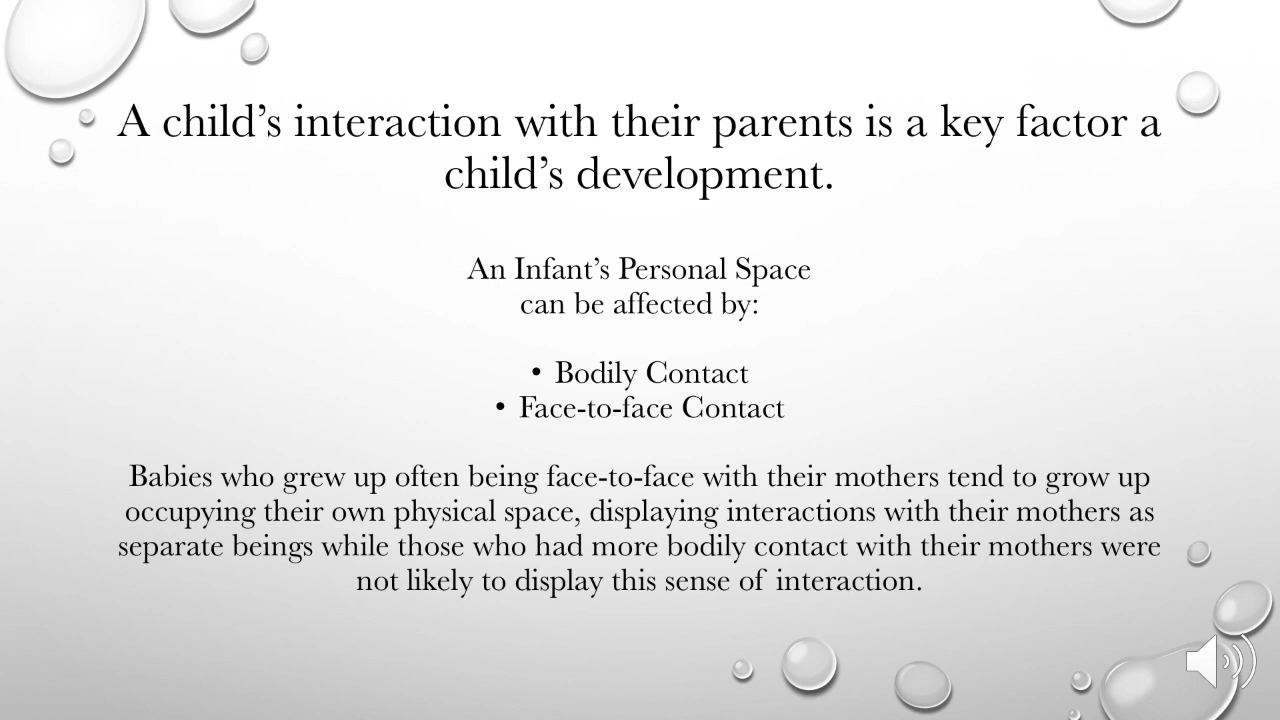 A child’s interaction with their parents is a key factor a
child’s development.
An Infant’s Personal Space
can be affected by:
• Bodily Contact
• Face-to-face Contact
Babies who grew up often being face-to-face with their mothers tend to grow up
occupying their own physical space, displaying interactions with their mothers as
separate beings while those who had more bodily contact with their mothers were
not likely to display this sense of interaction.